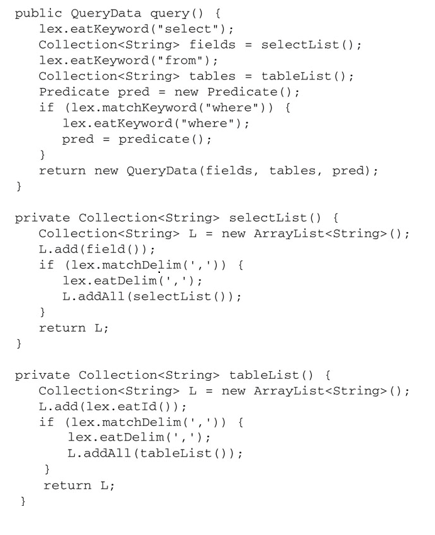 public QueryData query() {
   lex.eatKeyword("select");
   Collection<String> fields = selectList();
   lex.eatKeyword("from");
   Collection<String> tables = tableList();
   Predicate pred = new Predicate();
   if (lex.matchKeyword("where")) {
      lex.eatKeyword("where");
      pred = predicate();
   }
   return new QueryData(fields, tables, pred);
}

private Collection<String> selectList() {
   Collection<String> L = new ArrayList<String>();
   L.add(field());
   if (lex.matchDelim(',')) {
      lex.eatDelim(',');
      L.addAll(selectList());
   }
   return L;
}

private Collection<String> tableList() {
   Collection<String> L = new ArrayList<String>();
   L.add(lex.eatId());
   if (lex.matchDelim(',')) {
      lex.eatDelim(',');
      L.addAll(tableList());
   }
   return L;
}